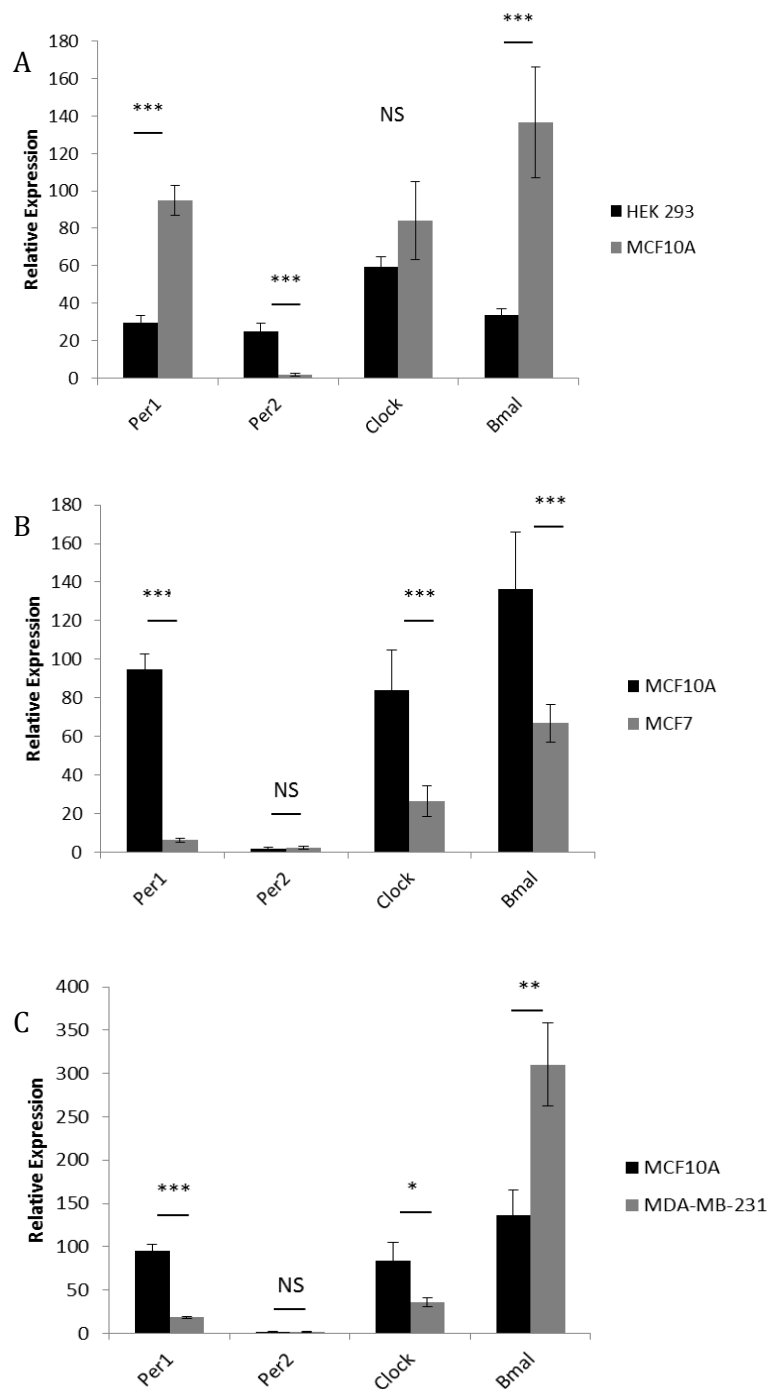 A
Relative Expression
180
160
140
120
100
80
60
40
20
0
***
***
NS
***
Per1
Per2
Clock
Bmal
HEK 293
MCF10A
B
Relative Expression
180
160
140
120
100
80
60
40
20
0
***
NS
***
***
Per1
Per2
Clock
Bmal
MCF10A
MCF7
C
Relative Expression
400
350
300
250
200
150
100
50
0
***
NS
*
**
Per1
Per2
Clock
Bmal
MCF10A
MDA-MB-231